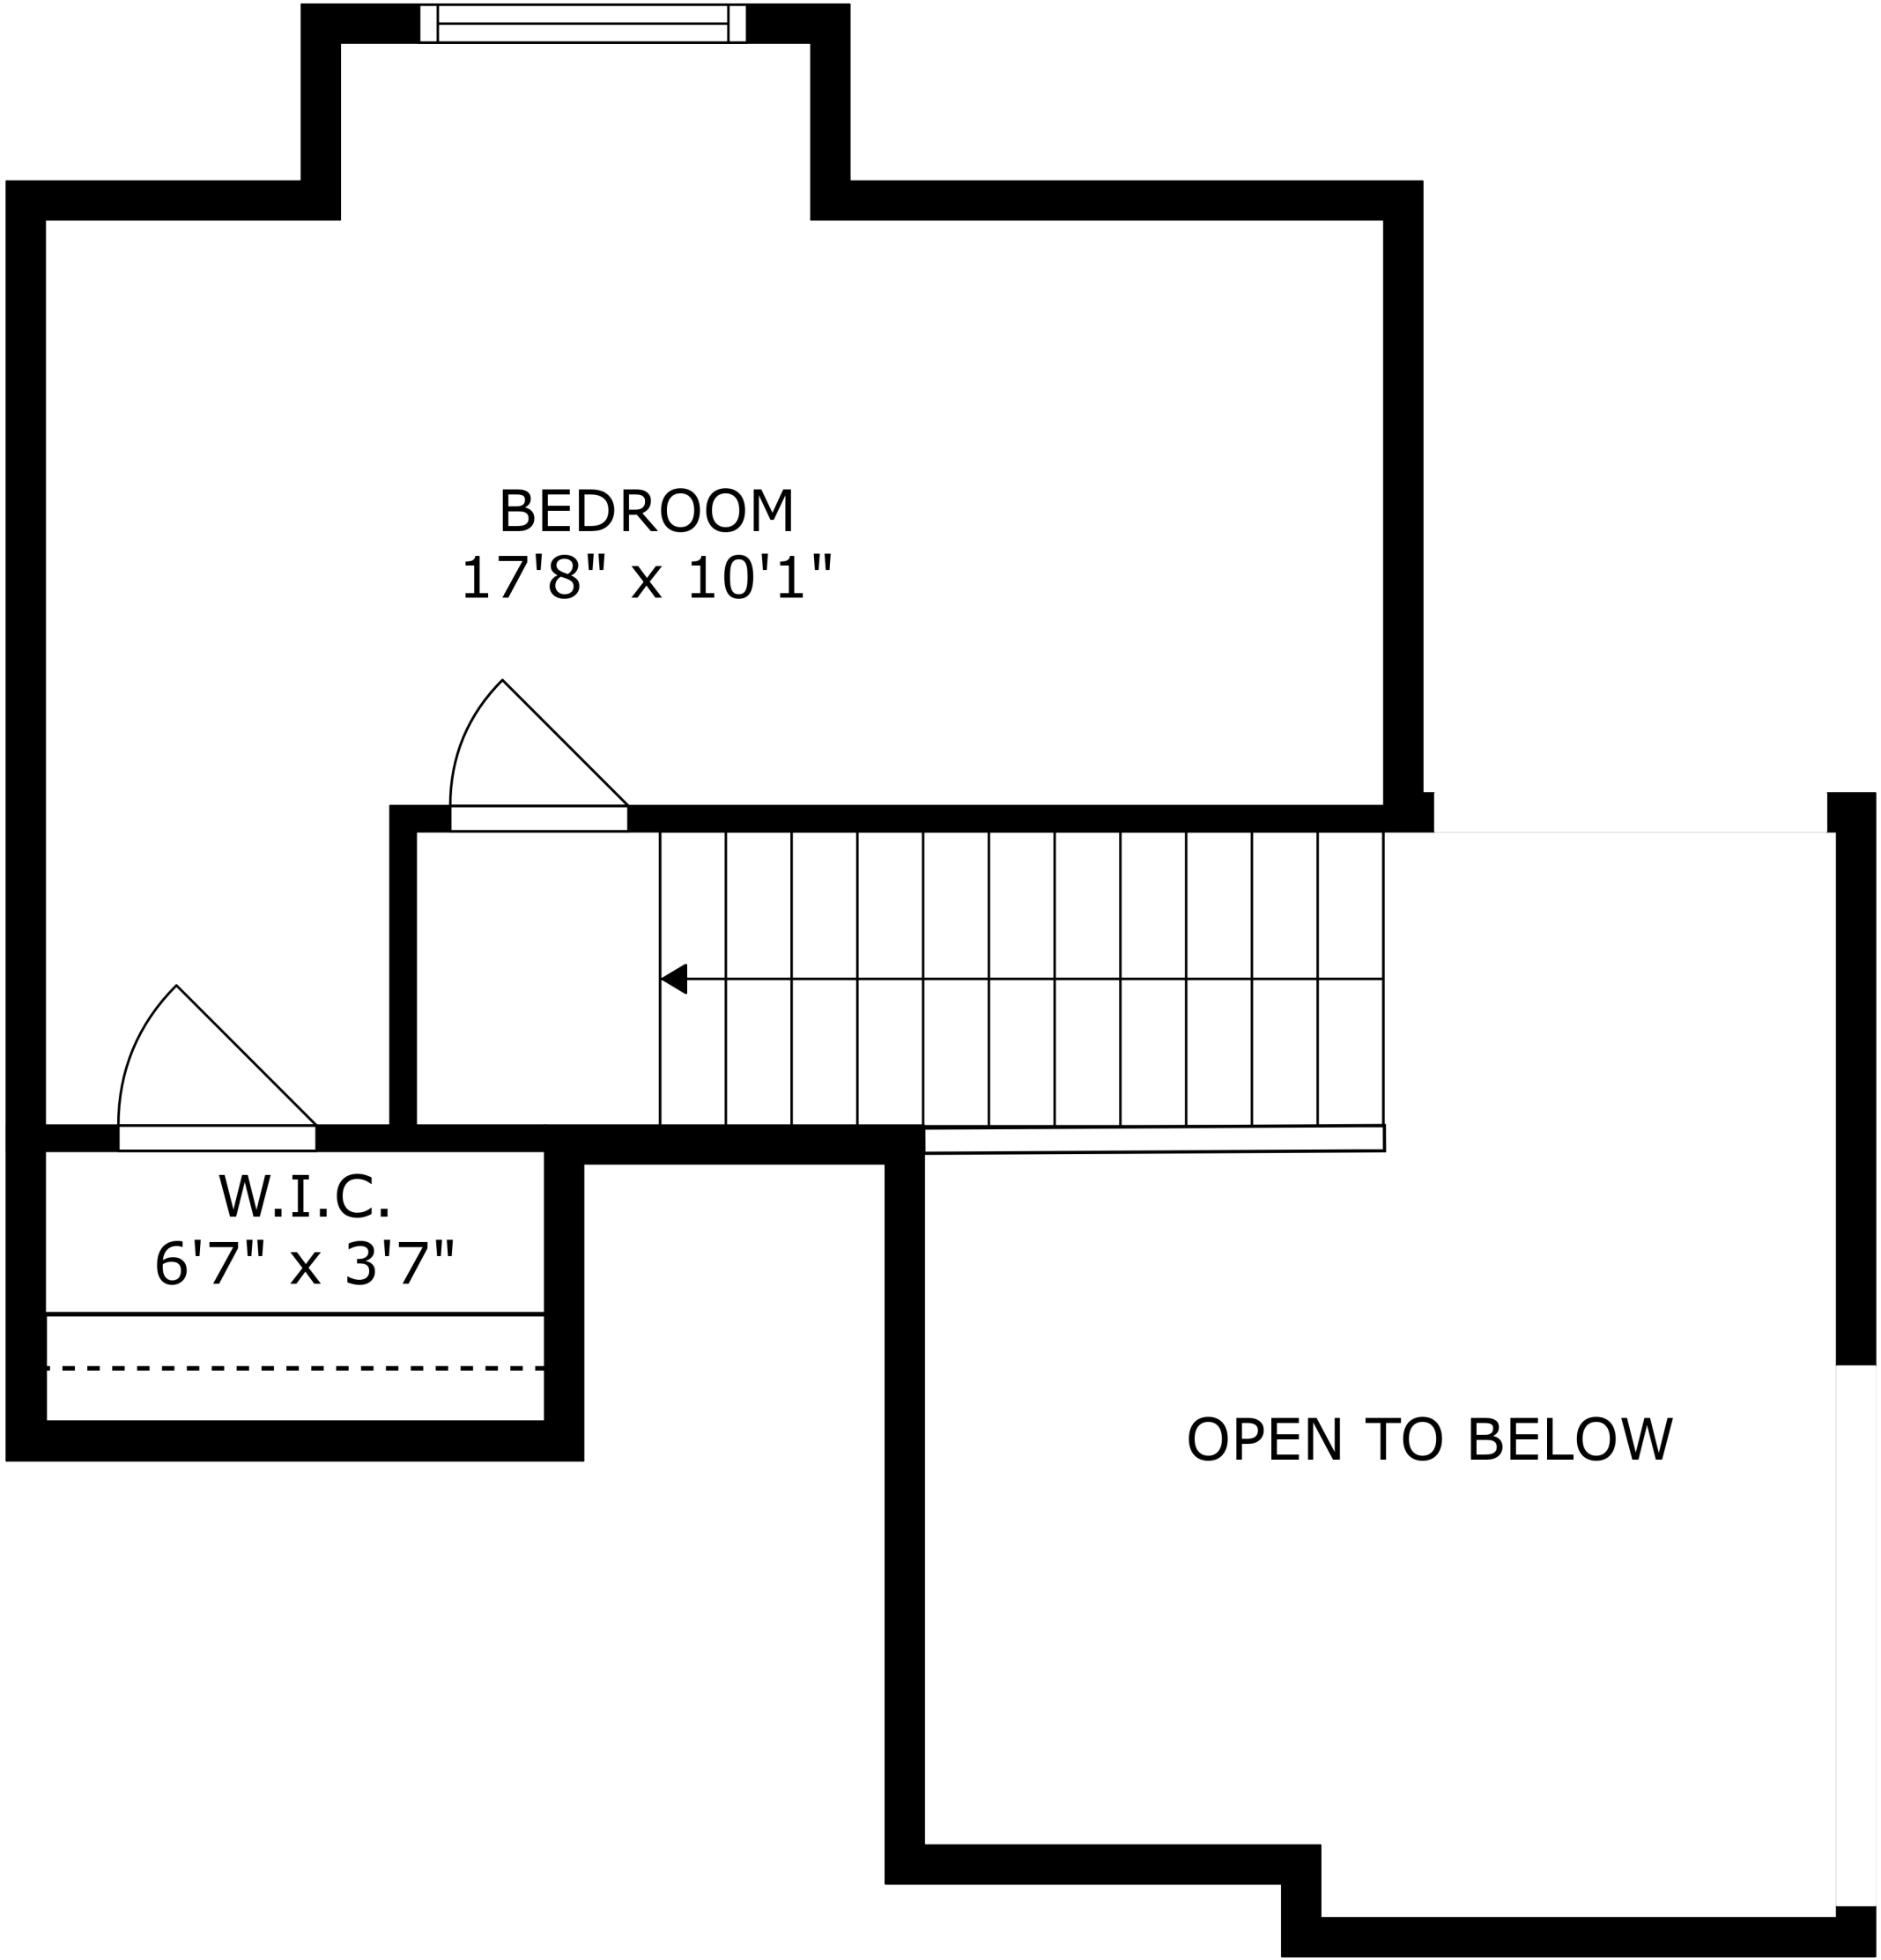 BEDROOM
17'8" x 10'1"
W.I.C.
6'7" x 3'7"
OPEN TO BELOW